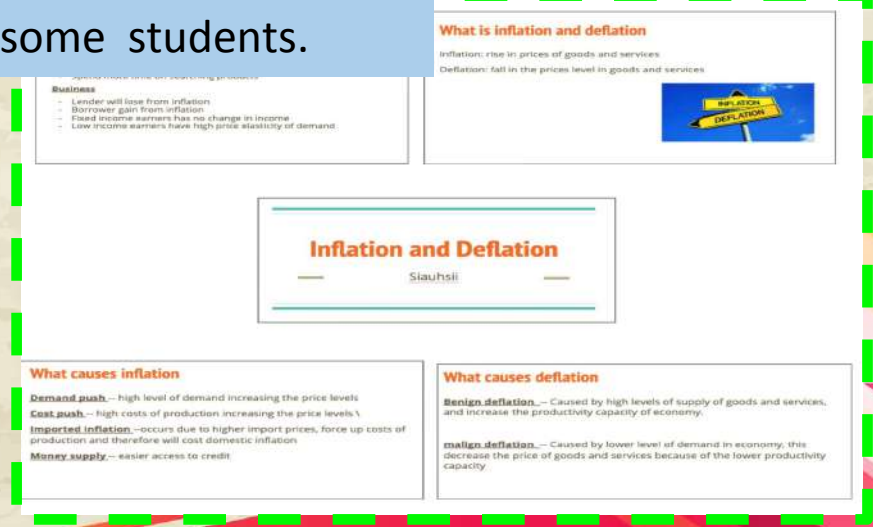 some students.
Spend more time on searching products
Business
- Lender will lose from inflation
- Borrower gain from inflation
- Fixed income earners has no change in income
- Low income earners have high price elasticity of demand
What is inflation and deflation
Inflation: rise in prices of goods and services
Deflation: fall in the prices level in goods and services
INFLATION
DEFLATION
Inflation and Deflation
Siauhsii
What causes inflation
Demand push – high level of demand increasing the price levels
Cost push – high costs of production increasing the price levels \
Imported Inflation –occurs due to higher import prices, force up costs of
production and therefore will cost domestic inflation
Money supply – easier access to credit
What causes deflation
Benign deflation – Caused by high levels of supply of goods and services,
and increase the productivity capacity of economy.
malign deflation – Caused by lower level of demand in economy, this
decrease the price of goods and services because of the lower productivity
capacity